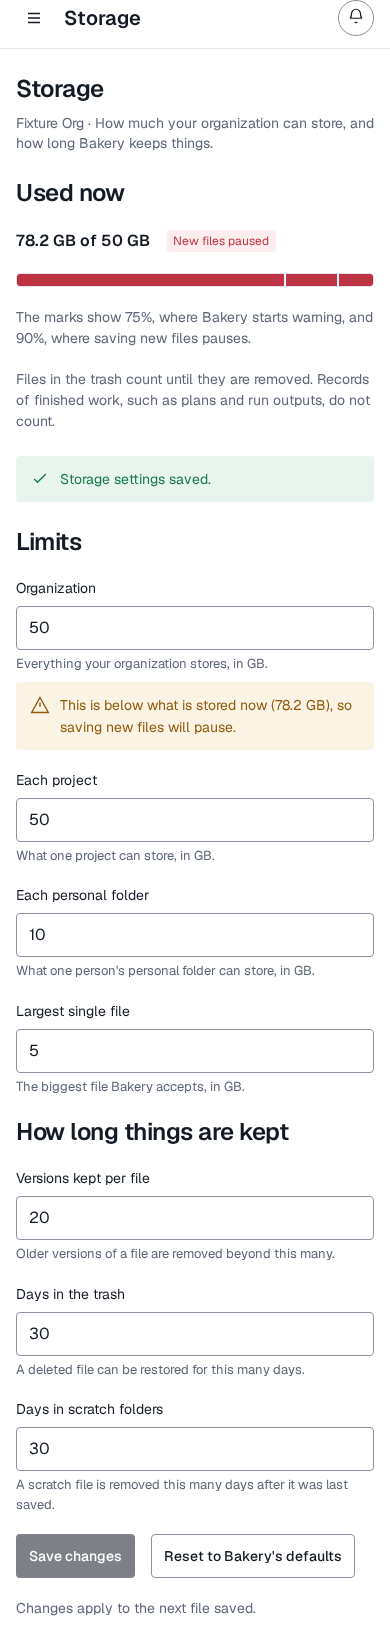 Storage
Storage
Fixture Org · How much your organization can store, and
how long Bakery keeps things.
Used now
78.2 GB of 50 GB New files paused
The marks show 75%, where Bakery starts warning, and
90%, where saving new files pauses.
Files in the trash count until they are removed. Records
of finished work, such as plans and run outputs, do not
count.
Storage settings saved.
Limits
Organization
50
Everything your organization stores, in GB.
This is below what is stored now (78.2 GB), so
saving new files will pause.
Each project
50
What one project can store, in GB.
Each personal folder
10
What one person's personal folder can store, in GB.
Largest single file
5
The biggest file Bakery accepts, in GB.
How long things are kept
Versions kept per file
20
Older versions of a file are removed beyond this many.
Days in the trash
30
A deleted file can be restored for this many days.
Days in scratch folders
30
A scratch file is removed this many days after it was last
saved.
Save changes Reset to Bakery's defaults
Changes apply to the next file saved.